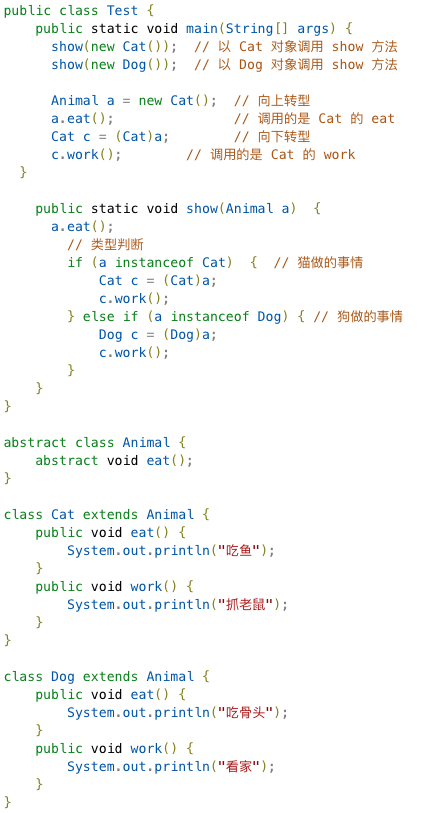 public class Test {
    public static void main(String[] args) {
      show(new Cat());  // 以 Cat 对象调用 show 方法
      show(new Dog());  // 以 Dog 对象调用 show 方法

      Animal a = new Cat();  // 向上转型
      a.eat();               // 调用的是 Cat 的 eat
      Cat c = (Cat)a;        // 向下转型
      c.work();        // 调用的是 Cat 的 work
  }

    public static void show(Animal a)  {
      a.eat();
        // 类型判断
        if (a instanceof Cat)  {  // 猫做的事情
            Cat c = (Cat)a;
            c.work();
        } else if (a instanceof Dog) { // 狗做的事情
            Dog c = (Dog)a;
            c.work();
        }
    }
}

abstract class Animal {
    abstract void eat();
}

class Cat extends Animal {
    public void eat() {
        System.out.println("吃鱼");
    }
    public void work() {
        System.out.println("抓老鼠");
    }
}

class Dog extends Animal {
    public void eat() {
        System.out.println("吃骨头");
    }
    public void work() {
        System.out.println("看家");
    }
}